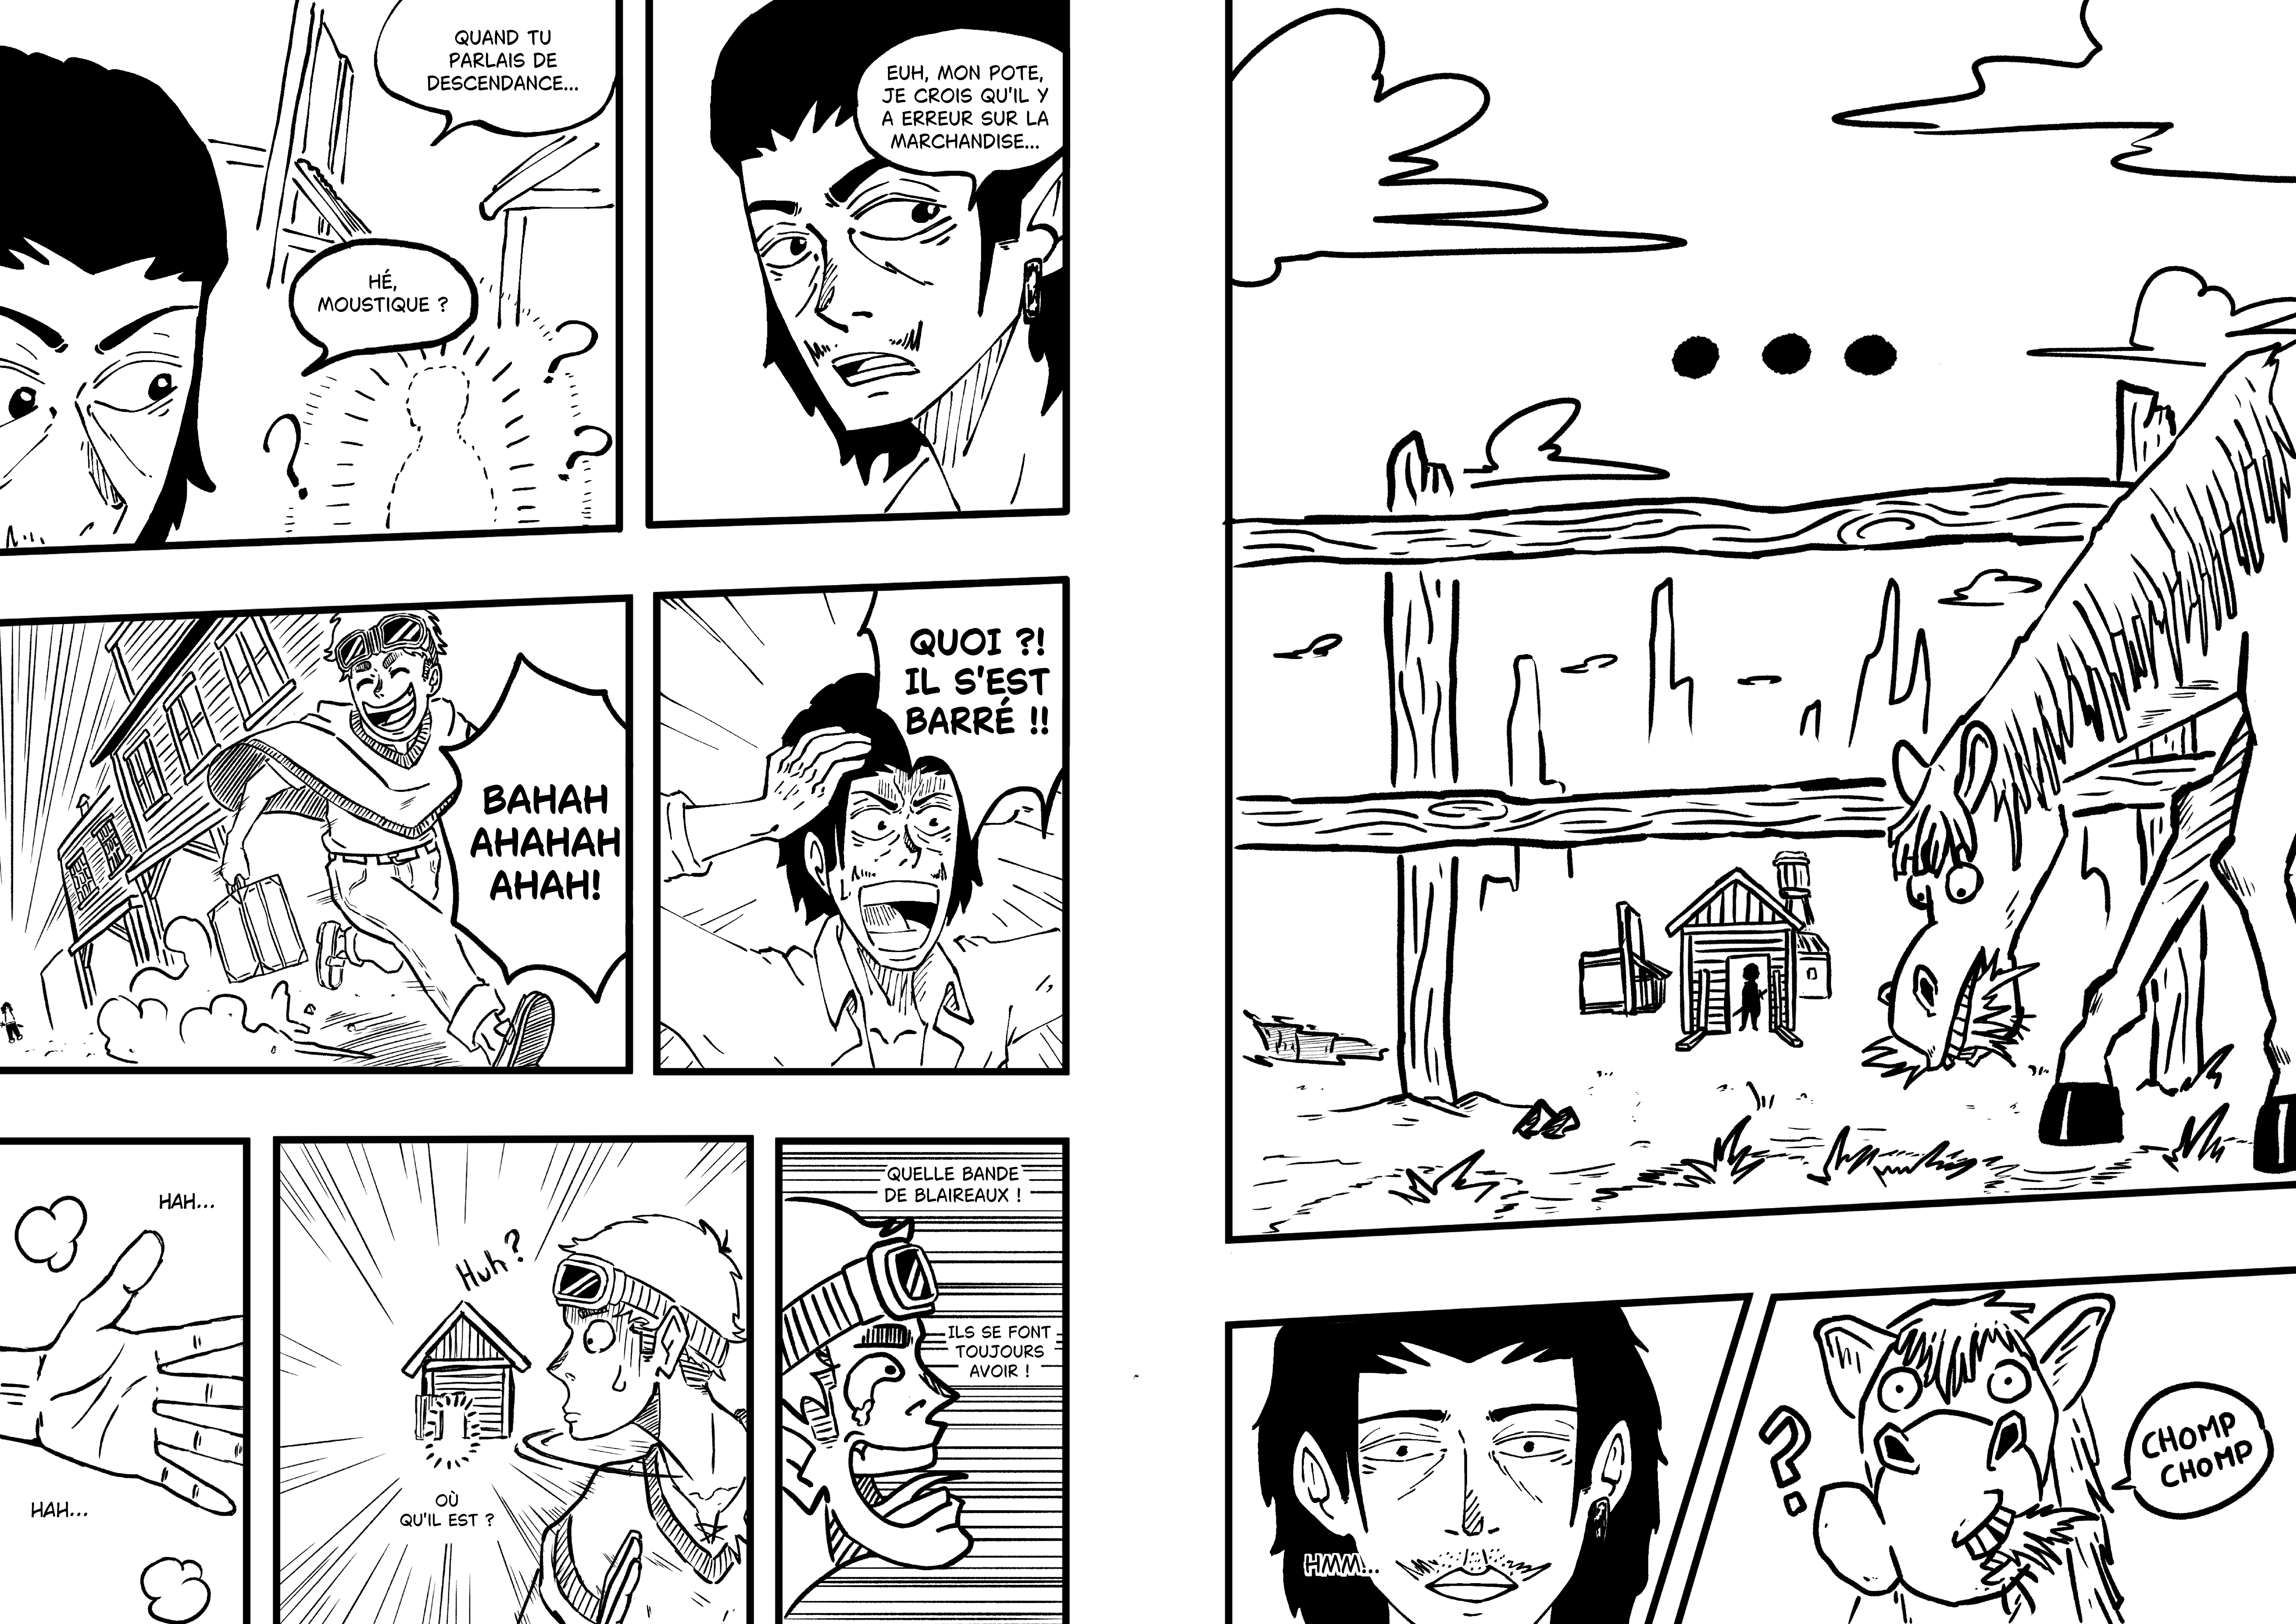 ...
?
CHOMP
CHOMP
HMM...
EUH, MON POTE,
JE CROIS QU'IL Y
A ERREUR SUR LA
MARCHANDISE...
QUAND TU
PARLAIS DE
DESCENDANCE...
HÉ,
MOUSTIQUE ?
?
?
?
QUOI ?!
IL S'EST
BARRÉ !!
BAHAH
AHAHAH
AHAH!
QUELLE BANDE
DE BLAIREAUX !
ILS SE FONT
TOUJOURS
AVOIR !
Huh?
OÙ
QU'IL EST ?
HAH...
HAH...